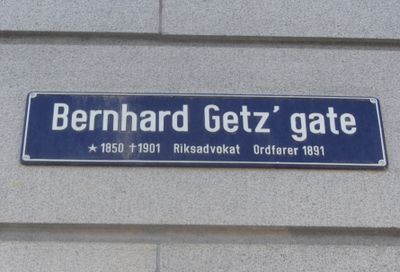 Bernhard Getz' gate
★ 1850 ✝ 1901 Riksadvokat Ordfører 1891